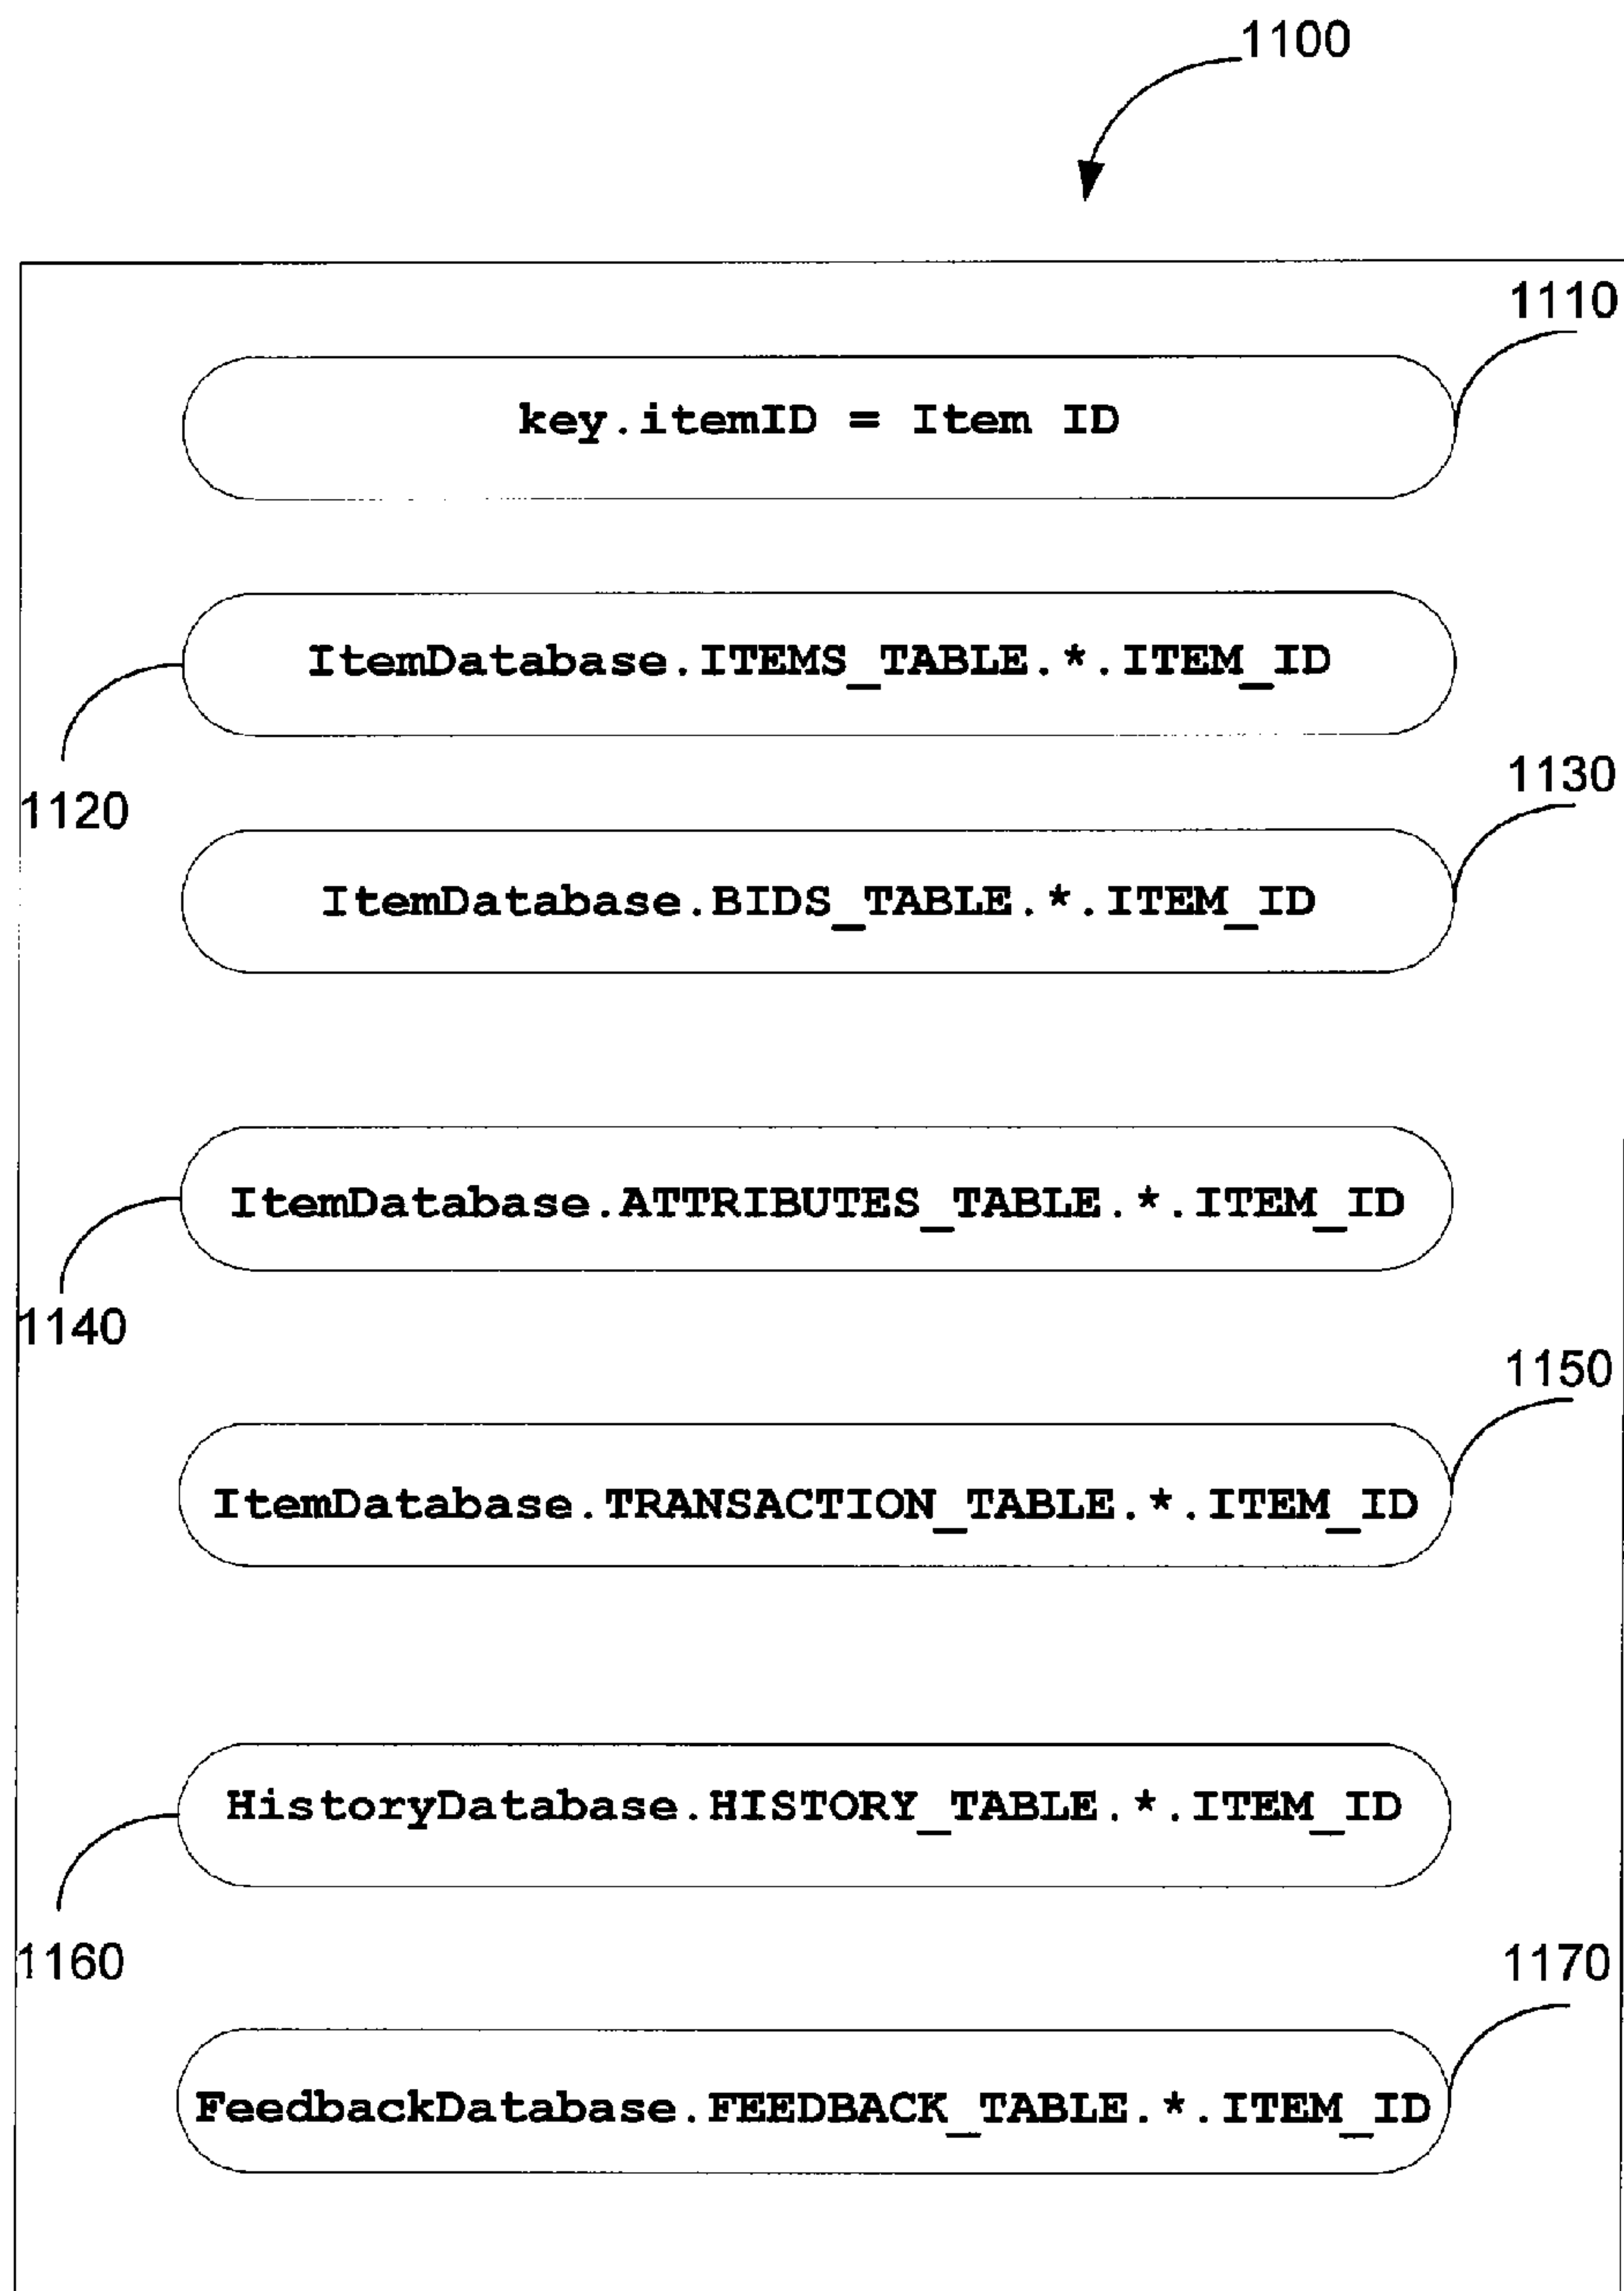 1100
1110
key.itemID = Item ID
ItemDatabase.ITEMS_TABLE.*.ITEM_ID
1120
1130
ItemDatabase.BIDS_TABLE.*.ITEM_ID
ItemDatabase.ATTRIBUTES_TABLE.*.ITEM_ID
1140
1150
ItemDatabase.TRANSACTION_TABLE.*.ITEM_ID
HistoryDatabase.HISTORY_TABLE.*.ITEM_ID
1160
1170
FeedbackDatabase.FEEDBACK_TABLE.*.ITEM_ID